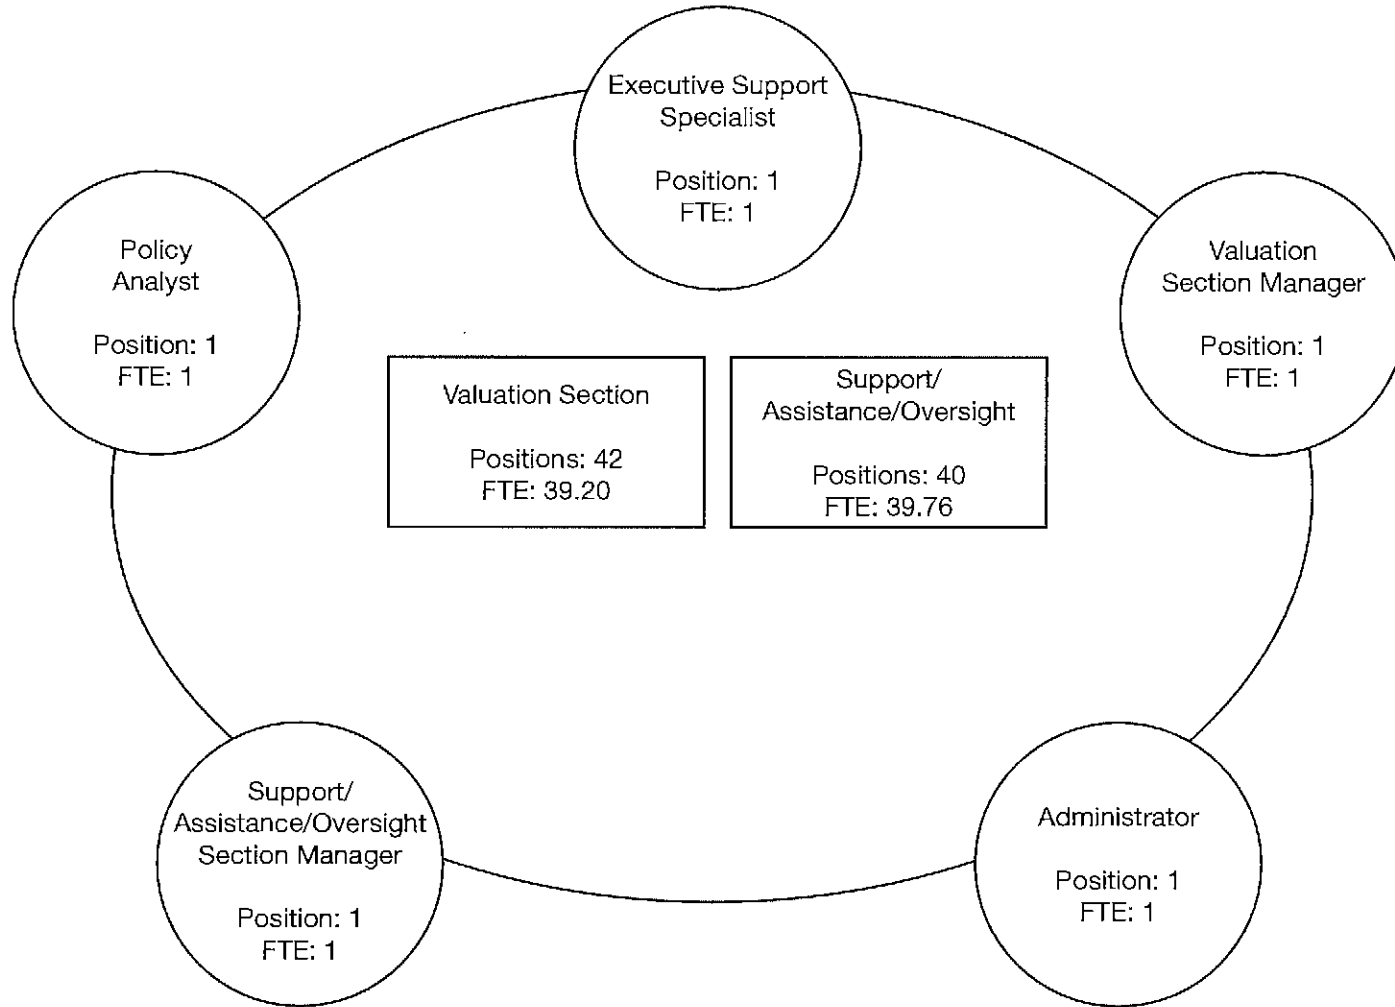 Executive Support
Specialist
Position: 1
FTE: 1
Policy
Analyst
Position: 1
FTE: 1
Valuation
Section Manager
Position: 1
FTE: 1
Valuation Section
Positions: 42
FTE: 39.20
Support/
Assistance/Oversight
Positions: 40
FTE: 39.76
Support/
Assistance/Oversight
Section Manager
Position: 1
FTE: 1
Administrator
Position: 1
FTE: 1